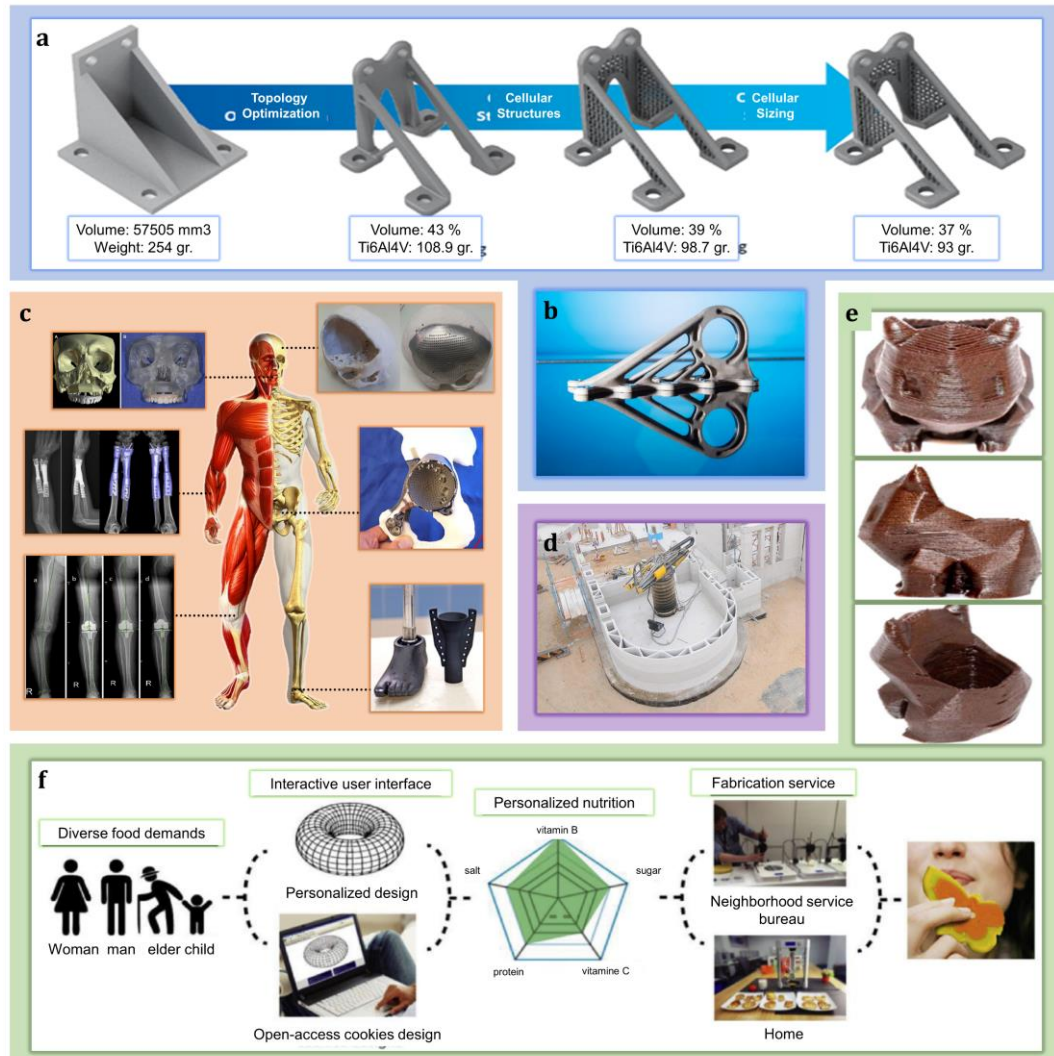 a
Topology
Optimization
Cellular
Structures
Cellular
Sizing
Volume: 57505 mm3
Weight: 254 gr.
Volume: 43 %
Ti6Al4V: 108.9 gr.
Volume: 39 %
Ti6Al4V: 98.7 gr.
Volume: 37 %
Ti6Al4V: 93 gr.
b
c
A
B
a
b
c
d
R
R
R
R
d
e
f
Diverse food demands
Woman man elder child
Interactive user interface
Personalized design
Open-access cookies design
Personalized nutrition
vitamin B
salt
sugar
protein
vitamine C
Fabrication service
Neighborhood service
bureau
Home